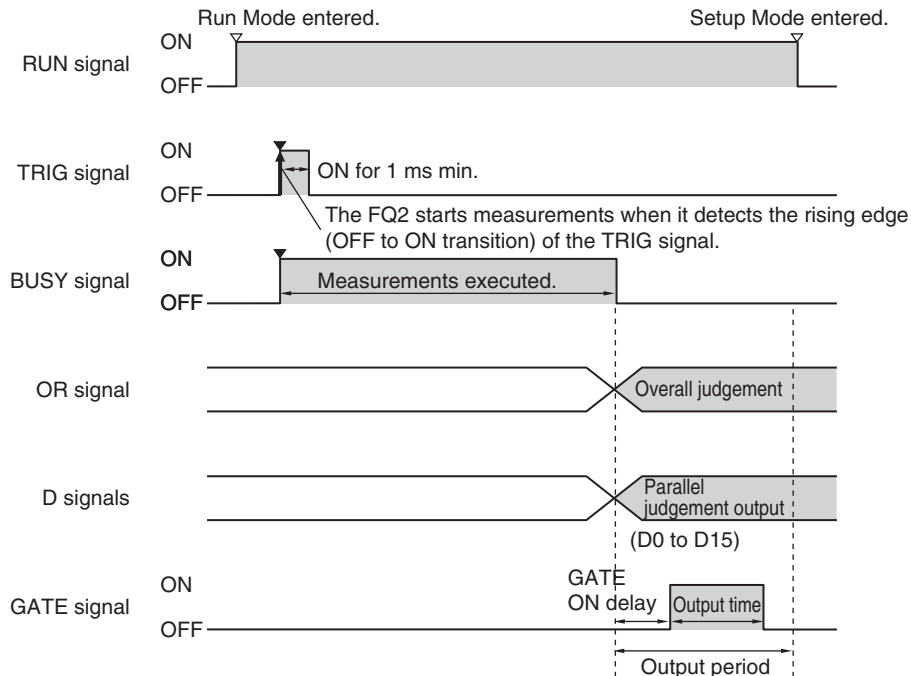 Run Mode entered.
Setup Mode entered.
ON
RUN signal
OFF
ON
TRIG signal
ON for 1 ms min.
OFF
The FQ2 starts measurements when it detects the rising edge
(OFF to ON transition) of the TRIG signal.
ON
BUSY signal
Measurements executed.
OFF
OR signal
Overall judgement
D signals
Parallel
judgement output
(D0 to D15)
GATE
ON delay
ON
GATE signal
Output time
OFF
Output period